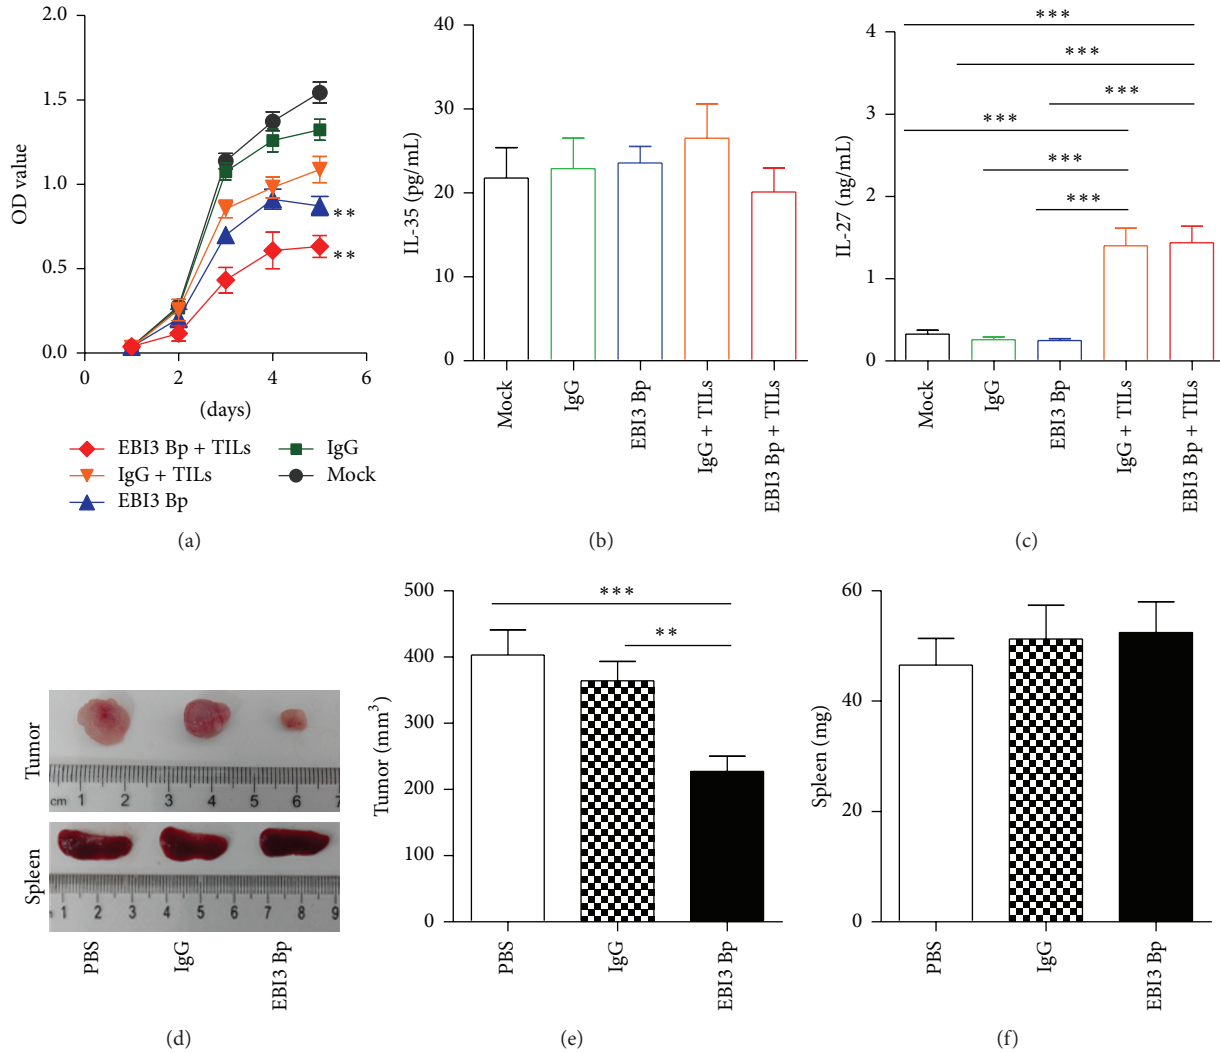 2.0
1.5
1.0
0.5
0.0
OD value
**
**
0
2
4
6
(days)
EBI3 Bp + TILs
IgG + TILs
EBI3 Bp
IgG
Mock
(a)
40
30
20
10
0
IL-35 (pg/mL)
Mock
IgG
EBI3 Bp
IgG + TILs
EBI3 Bp + TILs
(b)
4
3
2
1
0
IL-27 (ng/mL)
***
***
***
***
***
***
Mock
IgG
EBI3 Bp
IgG + TILs
EBI3 Bp + TILs
(c)
Tumor
cm 1 2 3 4 5 6 7
Spleen
1 2 3 4 5 6 7 8 9
PBS
IgG
EBI3 Bp
(d)
500
400
300
200
100
0
Tumor (mm³)
***
**
PBS
IgG
EBI3 Bp
(e)
60
40
20
0
Spleen (mg)
PBS
IgG
EBI3 Bp
(f)